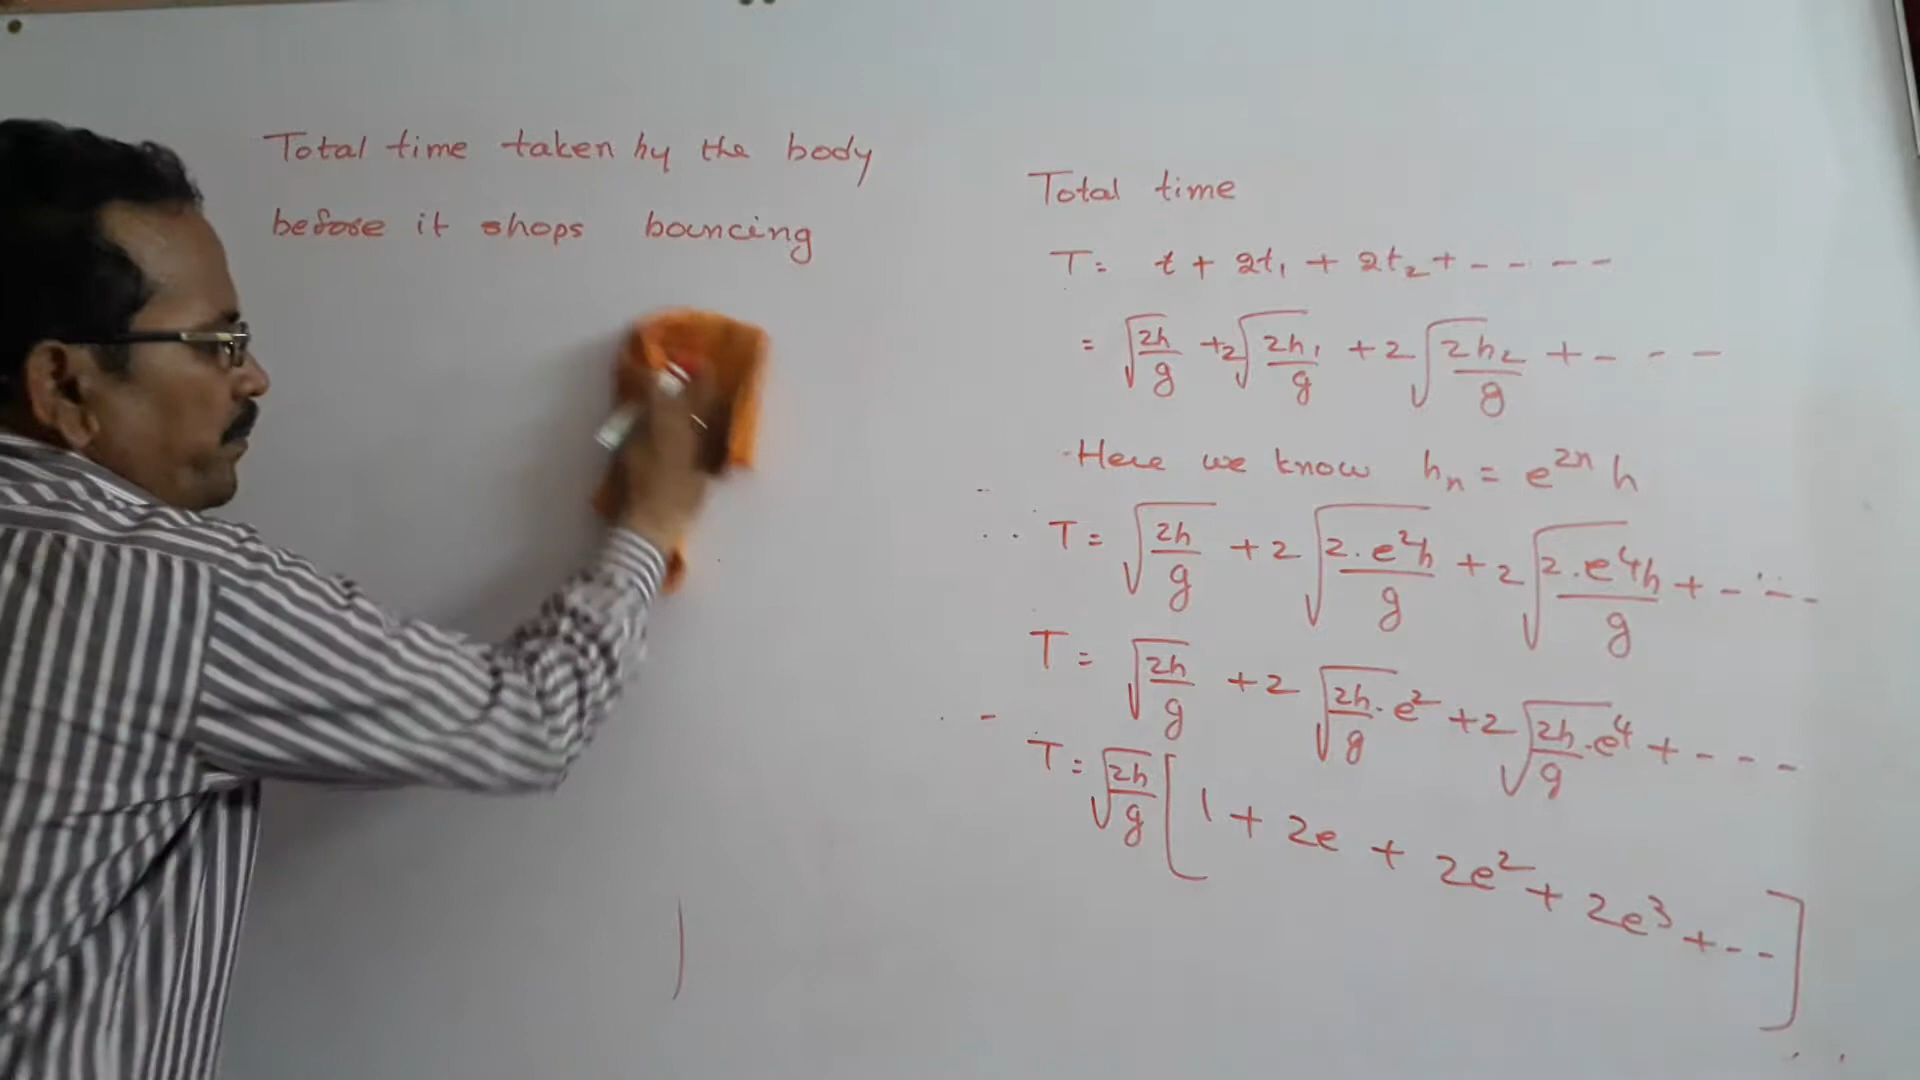 Total time taken by the body
before it shops bouncing
Total time
T = t + 2t₁ + 2t₂ + - - - -
= √(2h/g) + 2√(2h₁/g) + 2√(2h₂/g) + - - -
Here we know hₙ = e²ⁿ h
∴ T = √(2h/g) + 2√(2.e²h/g) + 2√(2.e⁴h/g) + - - -
T = √(2h/g) + 2√(2h/g . e²) + 2√(2h/g . e⁴) + - - -
T = √(2h/g) [1 + 2e + 2e² + 2e³ + - -]